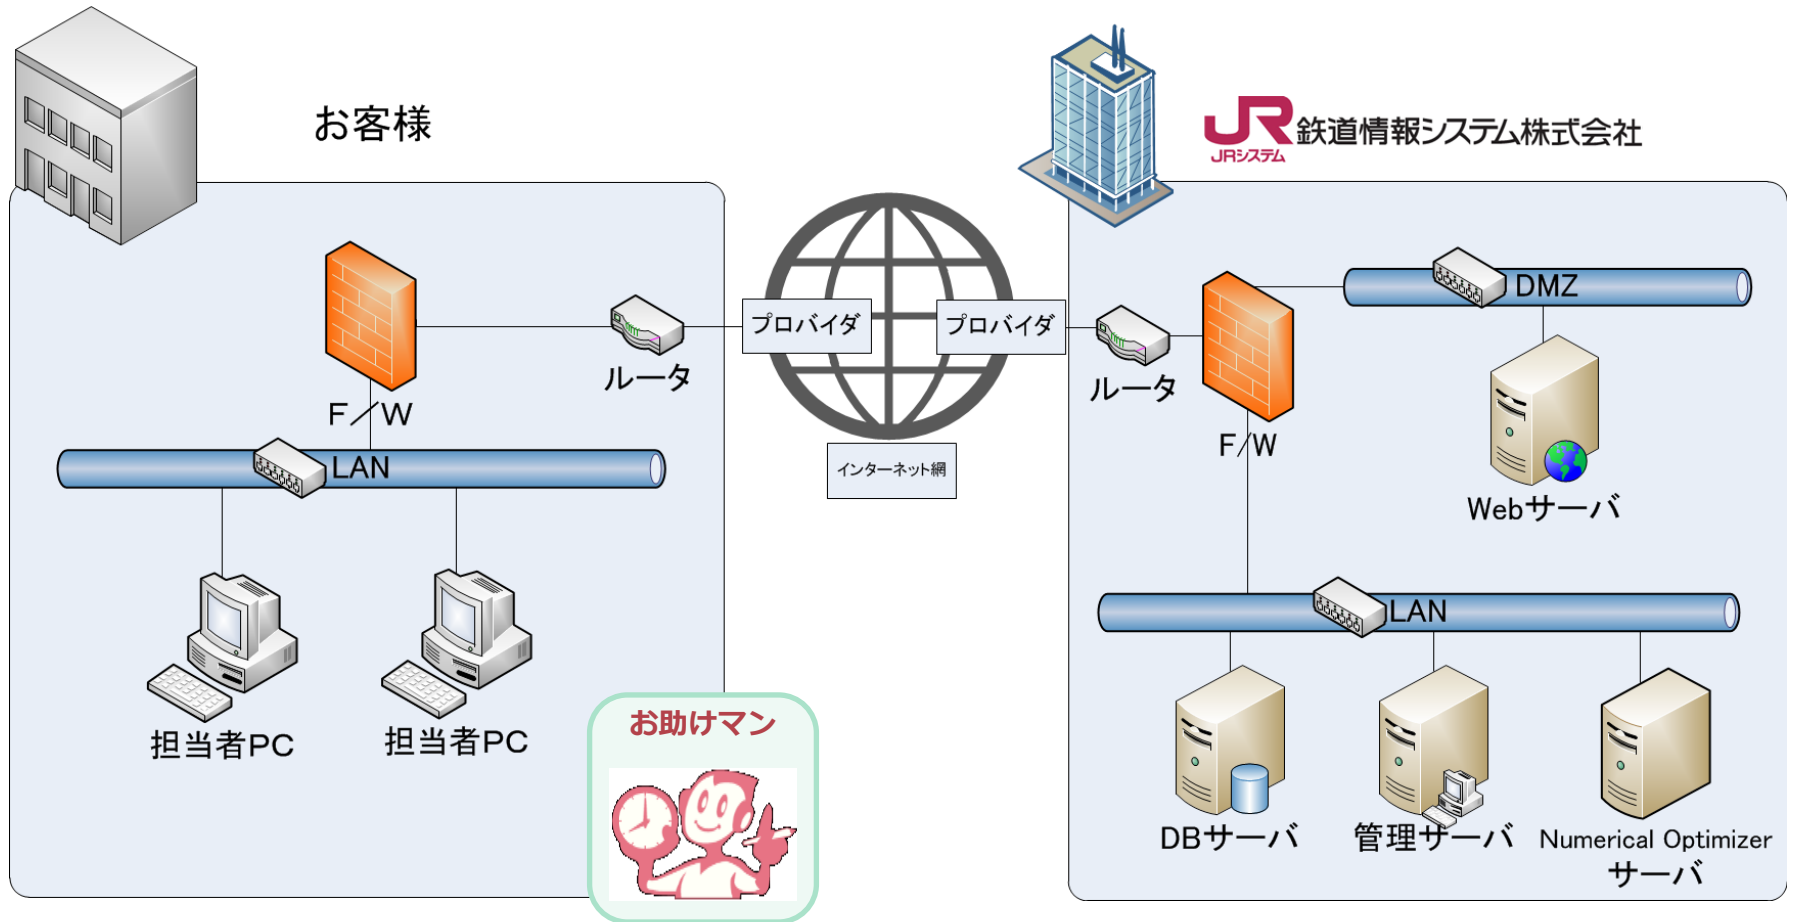 お客様
JR 鉄道情報システム株式会社
JRシステム
DMZ
プロバイダ
プロバイダ
ルータ
ルータ
F/W
F/W
インターネット網
LAN
Webサーバ
LAN
担当者PC
担当者PC
お助けマン
DBサーバ
管理サーバ
Numerical Optimizer
サーバ